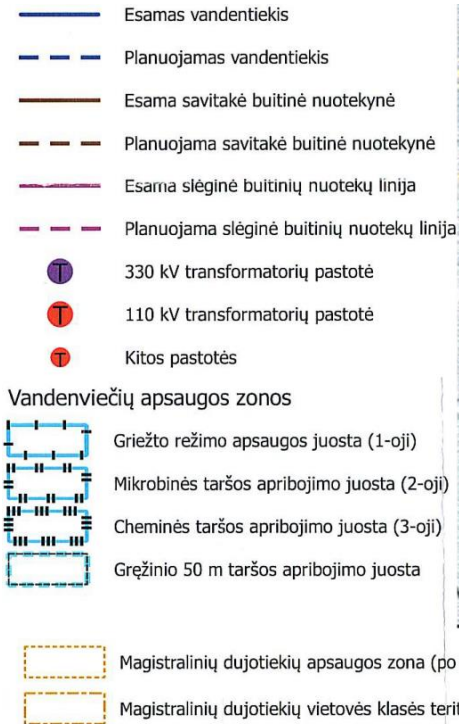 Esamas vandentiekis
Planuojamas vandentiekis
Esama savitakė buitinė nuotekynė
Planuojama savitakė buitinė nuotekynė
Esama slėginė buitinių nuotekų linija
Planuojama slėginė buitinių nuotekų linija
T 330 kV transformatorių pastotė
T 110 kV transformatorių pastotė
T Kitos pastotės
Vandenviečių apsaugos zonos
Griežto režimo apsaugos juosta (1-oji)
Mikrobinės taršos apribojimo juosta (2-oji)
Cheminės taršos apribojimo juosta (3-oji)
Gręžinio 50 m taršos apribojimo juosta
Magistralinių dujotiekių apsaugos zona (po
Magistralinių dujotiekių vietovės klasės terit